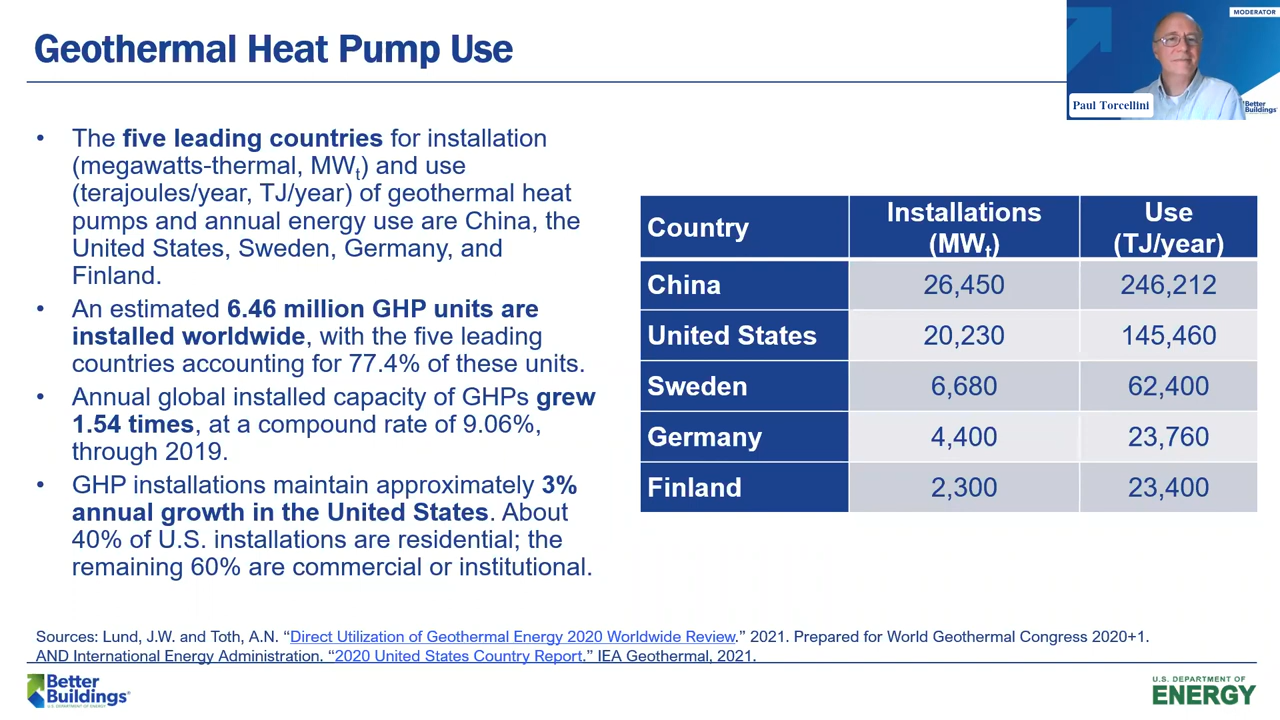 Geothermal Heat Pump Use
MODERATOR
Paul Torcellini
Better
Buildings®
• The five leading countries for installation
(megawatts-thermal, MWt) and use
(terajoules/year, TJ/year) of geothermal heat
pumps and annual energy use are China, the
United States, Sweden, Germany, and
Finland.
• An estimated 6.46 million GHP units are
installed worldwide, with the five leading
countries accounting for 77.4% of these units.
• Annual global installed capacity of GHPs grew
1.54 times, at a compound rate of 9.06%,
through 2019.
• GHP installations maintain approximately 3%
annual growth in the United States. About
40% of U.S. installations are residential; the
remaining 60% are commercial or institutional.
Country Installations (MWt) Use (TJ/year)
China 26,450 246,212
United States 20,230 145,460
Sweden 6,680 62,400
Germany 4,400 23,760
Finland 2,300 23,400
Sources: Lund, J.W. and Toth, A.N. “Direct Utilization of Geothermal Energy 2020 Worldwide Review.” 2021. Prepared for World Geothermal Congress 2020+1.
AND International Energy Administration. “2020 United States Country Report.” IEA Geothermal, 2021.
Better
Buildings®
U.S. DEPARTMENT OF ENERGY
U.S. DEPARTMENT OF
ENERGY